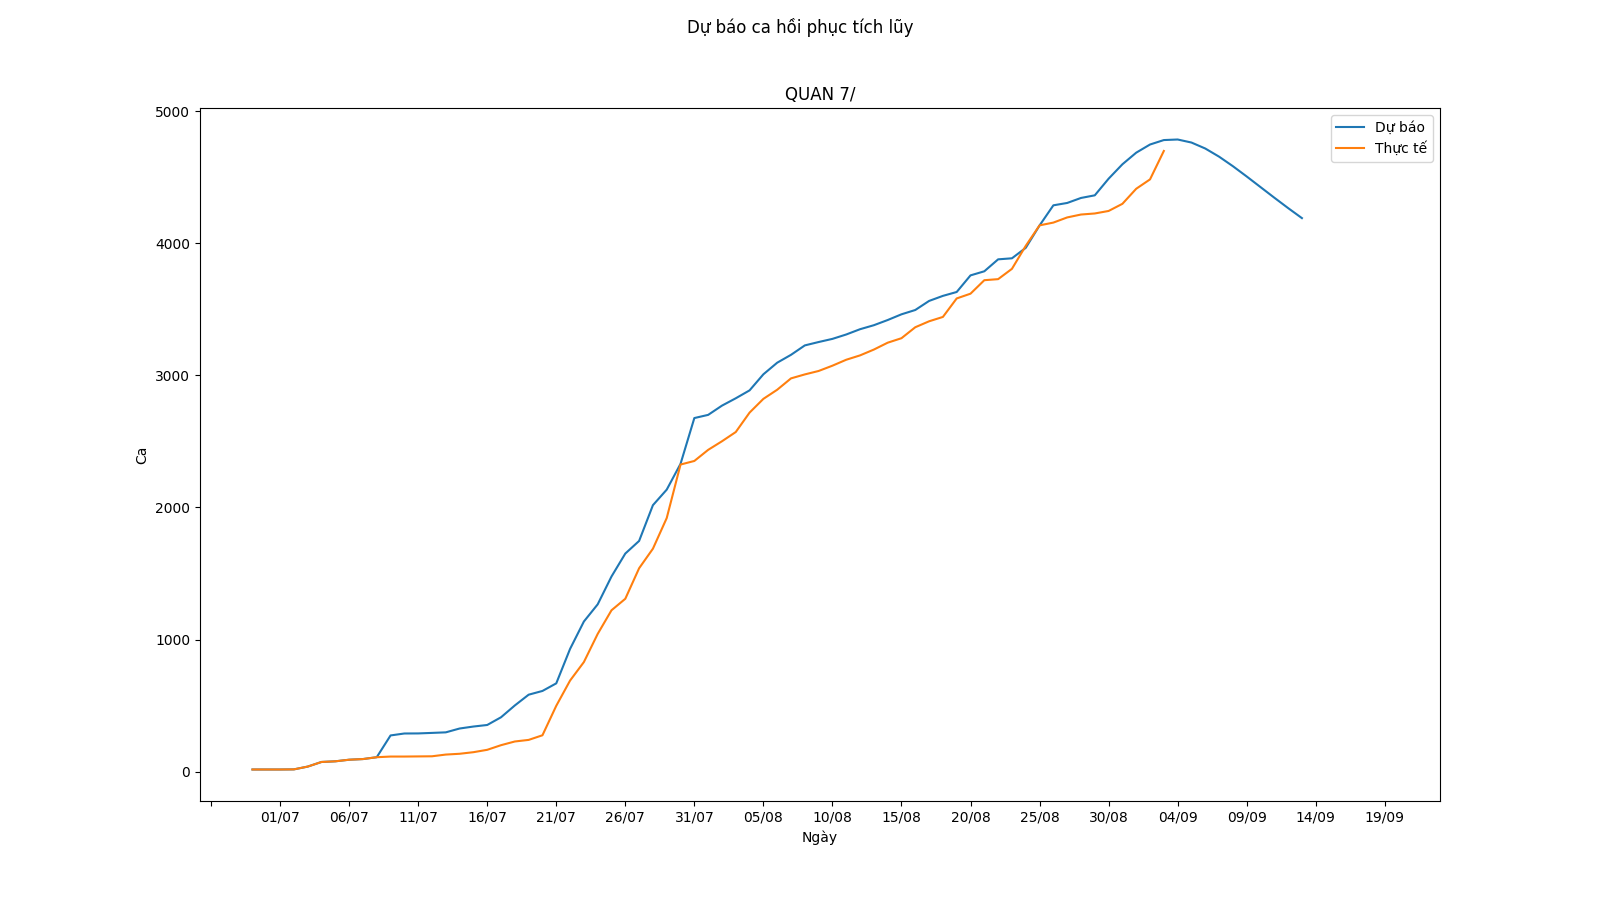 Dự báo ca hồi phục tích lũy
QUAN 7/
Dự báo
Thực tế
5000
4000
3000
2000
1000
0
Ca
01/07 06/07 11/07 16/07 21/07 26/07 31/07 05/08 10/08 15/08 20/08 25/08 30/08 04/09 09/09 14/09 19/09
Ngày